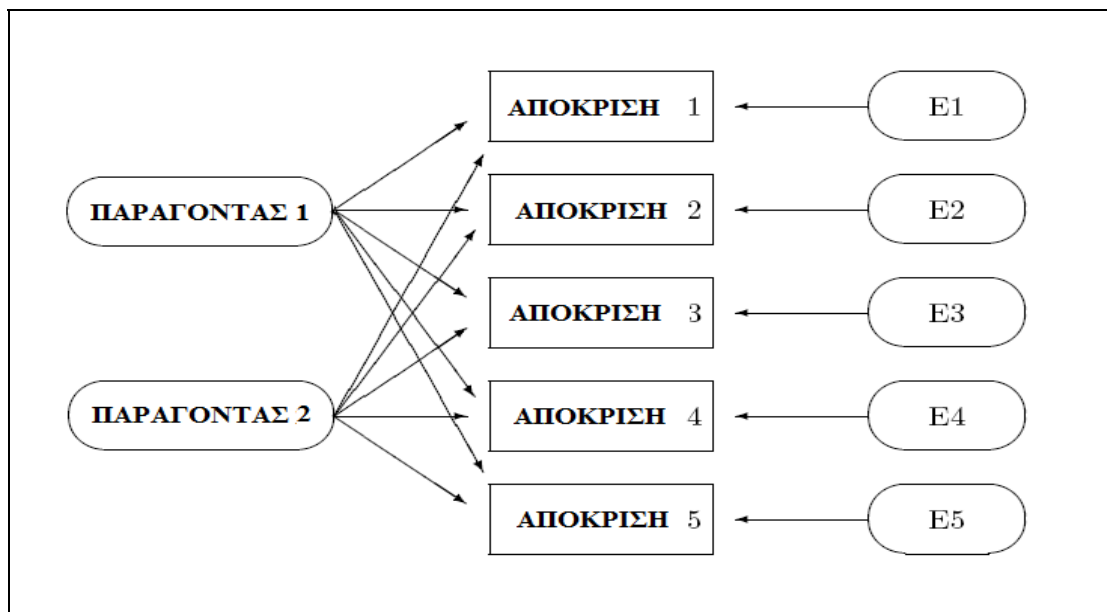 ΑΠΟΚΡΙΣΗ 1
E1
ΠΑΡΑΓΟΝΤΑΣ 1
ΑΠΟΚΡΙΣΗ 2
E2
ΑΠΟΚΡΙΣΗ 3
E3
ΠΑΡΑΓΟΝΤΑΣ 2
ΑΠΟΚΡΙΣΗ 4
E4
ΑΠΟΚΡΙΣΗ 5
E5